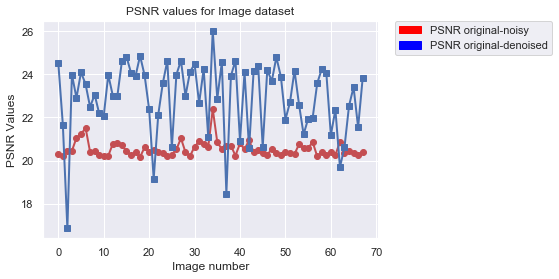 PSNR values for Image dataset
PSNR original-noisy
PSNR original-denoised
PSNR Values
26
24
22
20
18
0 10 20 30 40 50 60 70
Image number